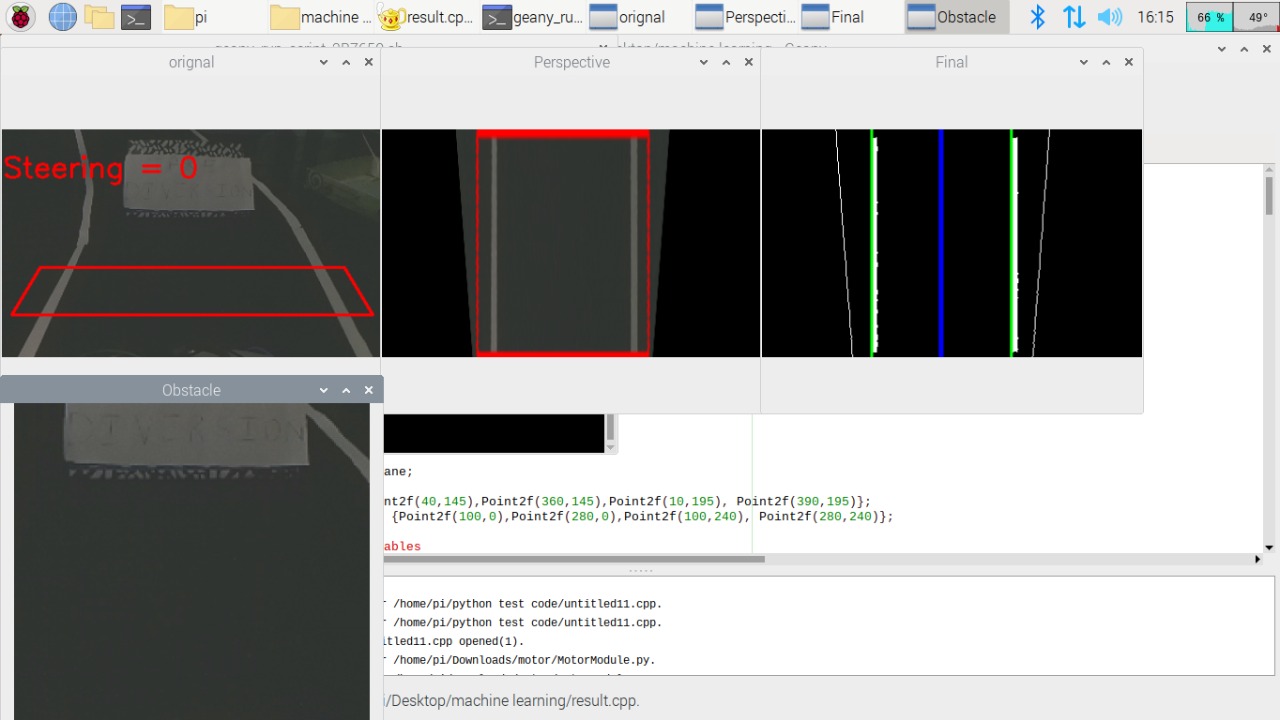 pi
machine ...
result.cp...
geany_ru...
orignal
Perspecti...
Final
Obstacle
16:15
66 %
49°
orignal
Perspective
Final
Steering = 0
Obstacle
DIVERSION
ane;
nt2f(40,145),Point2f(360,145),Point2f(10,195), Point2f(390,195)};
{Point2f(100,0),Point2f(280,0),Point2f(100,240), Point2f(280,240)};
ables
r /home/pi/python test code/untitled11.cpp.
r /home/pi/python test code/untitled11.cpp.
itled11.cpp opened(1).
r /home/pi/Downloads/motor/MotorModule.py.
i/Desktop/machine learning/result.cpp.